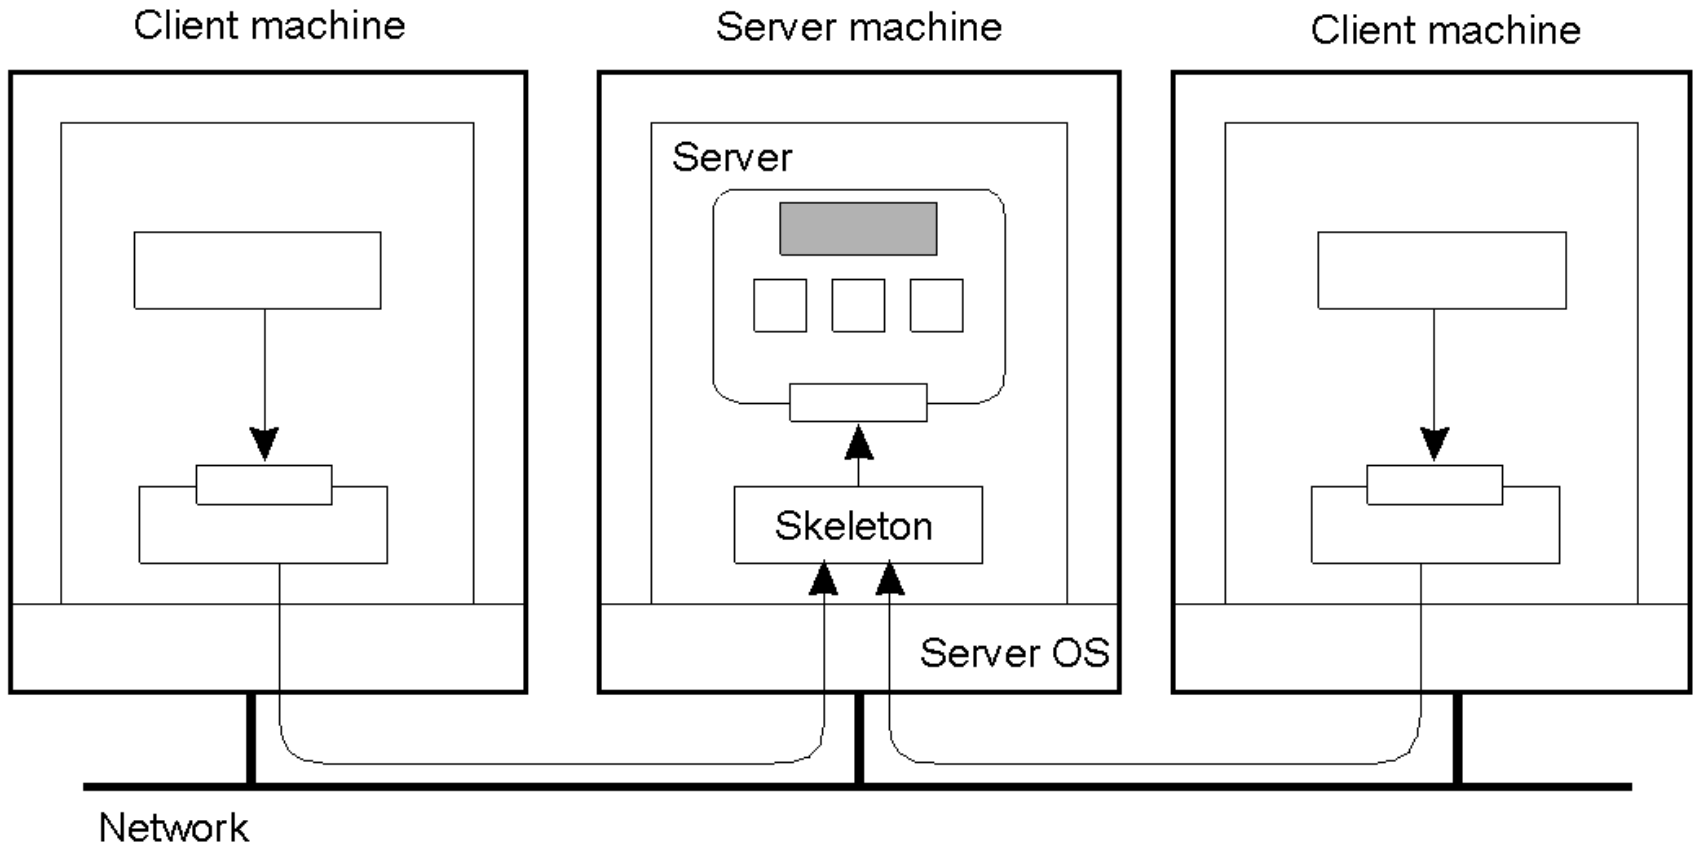 Client machine
Server machine
Client machine
Server
Skeleton
Server OS
Network